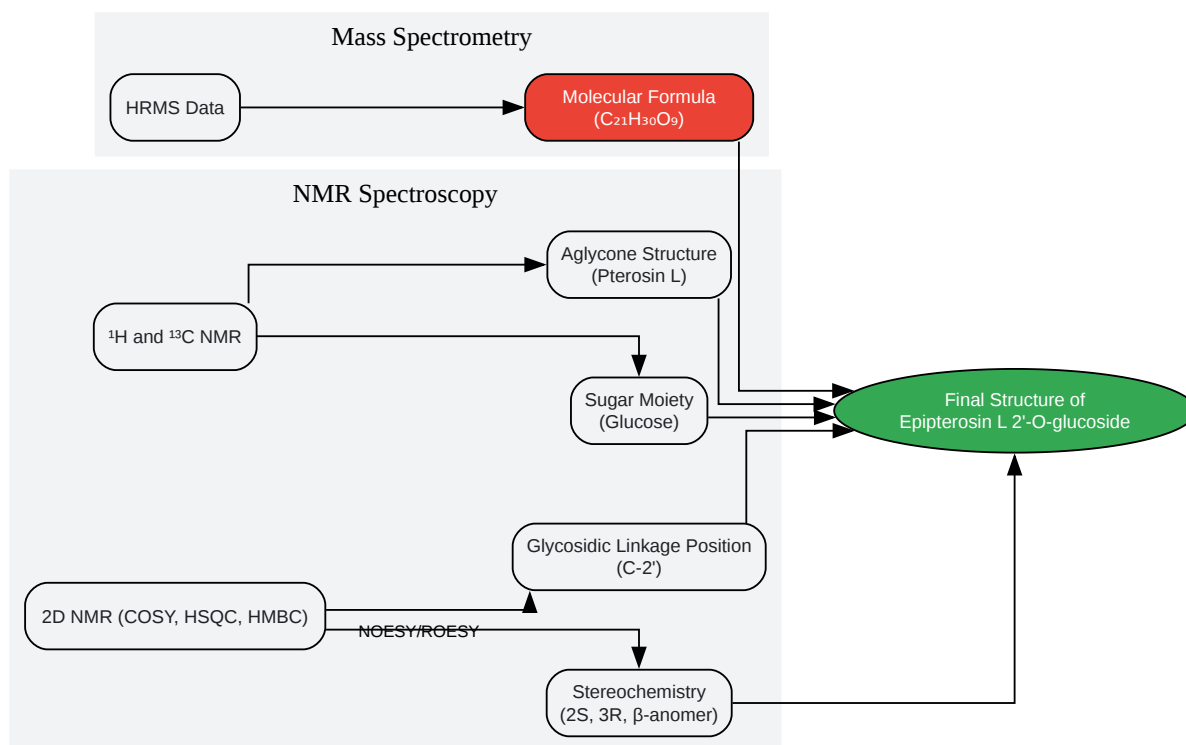 Mass Spectrometry
HRMS Data
Molecular Formula
(C₂₁H₃₀O₉)
NMR Spectroscopy
Aglycone Structure
(Pterosin L)
¹H and ¹³C NMR
Sugar Moiety
(Glucose)
Final Structure of
Epipterosin L 2'-O-glucoside
Glycosidic Linkage Position
(C-2')
2D NMR (COSY, HSQC, HMBC)
NOESY/ROESY
Stereochemistry
(2S, 3R, β-anomer)